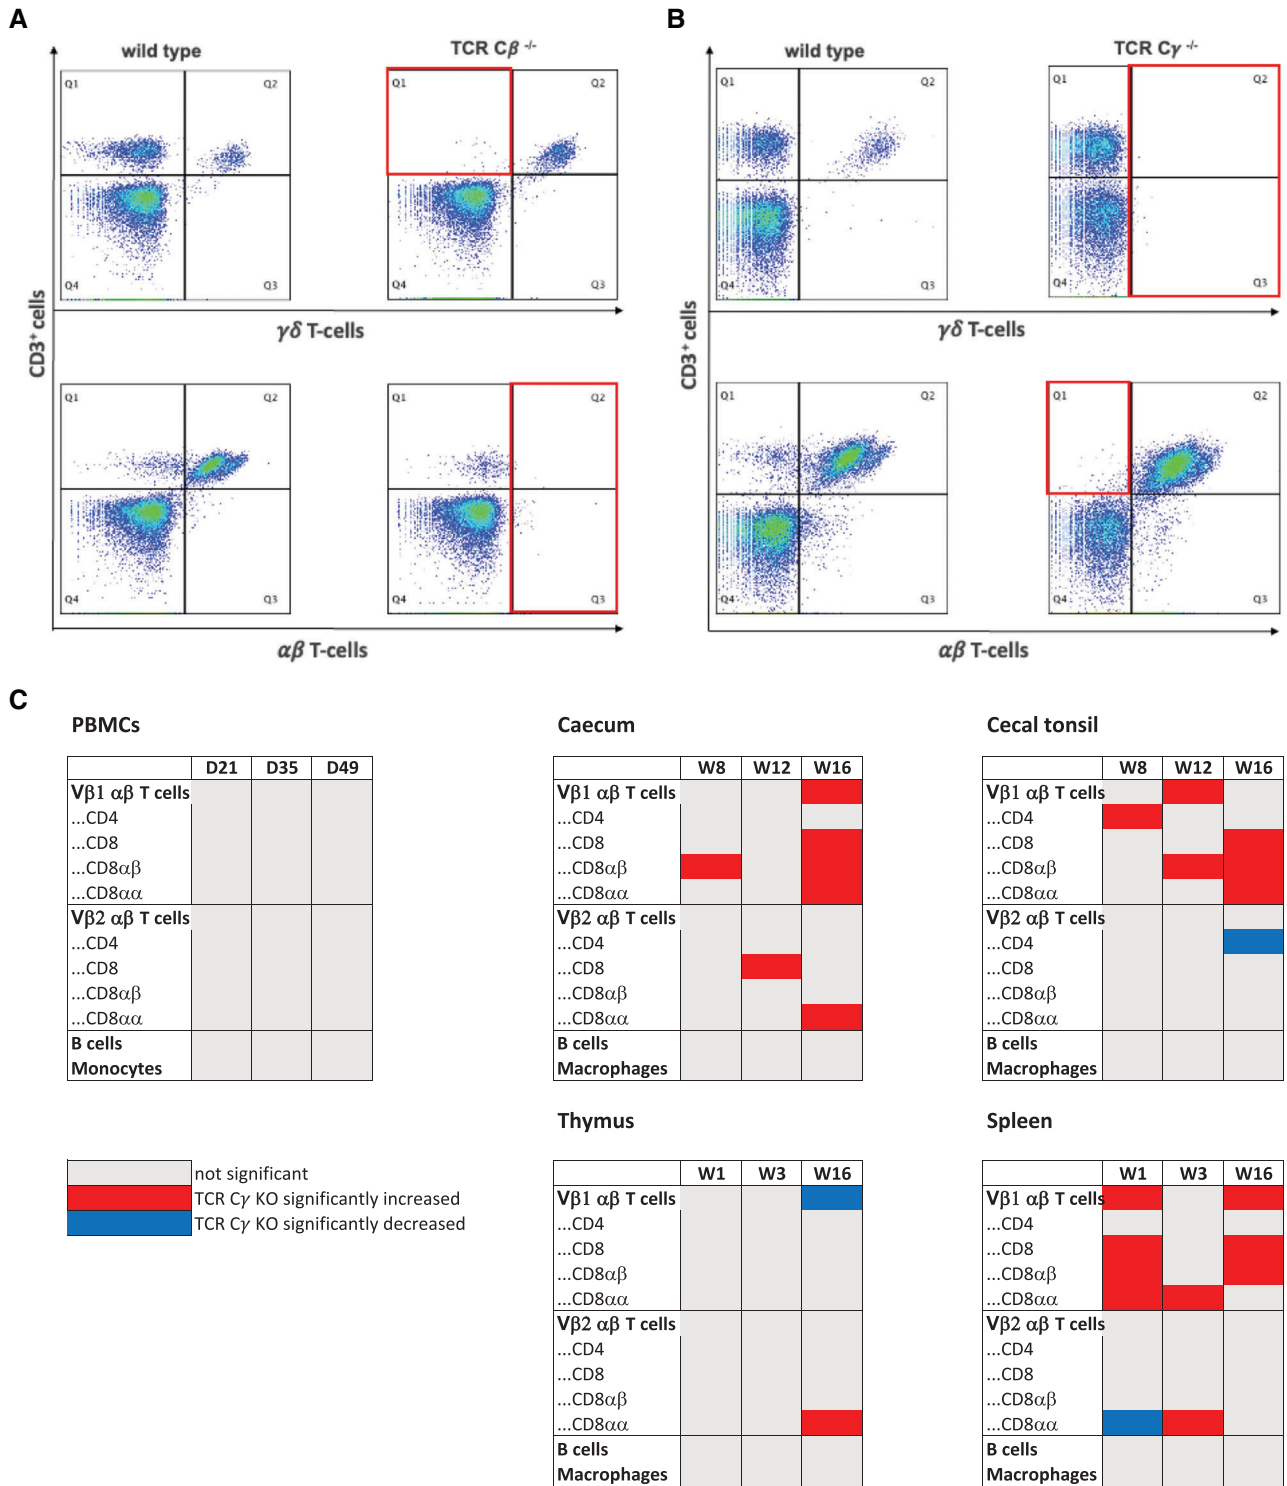 A
wild type
TCR Cβ -/-
Q1
Q2
Q4
Q3
Q1
Q2
Q4
Q3
γδ T-cells
CD3+ cells
Q1
Q2
Q4
Q3
Q1
Q2
Q4
Q3
αβ T-cells
B
wild type
TCR Cγ -/-
Q1
Q2
Q4
Q3
Q1
Q2
Q4
Q3
γδ T-cells
CD3+ cells
Q1
Q2
Q4
Q3
Q1
Q2
Q4
Q3
αβ T-cells
C
PBMCs
D21 D35 D49
Vβ1 αβ T cells
...CD4
...CD8
...CD8αβ
...CD8αα
Vβ2 αβ T cells
...CD4
...CD8
...CD8αβ
...CD8αα
B cells
Monocytes
Caecum
W8 W12 W16
Vβ1 αβ T cells
...CD4
...CD8
...CD8αβ
...CD8αα
Vβ2 αβ T cells
...CD4
...CD8
...CD8αβ
...CD8αα
B cells
Macrophages
Cecal tonsil
W8 W12 W16
Vβ1 αβ T cells
...CD4
...CD8
...CD8αβ
...CD8αα
Vβ2 αβ T cells
...CD4
...CD8
...CD8αβ
...CD8αα
B cells
Macrophages
not significant
TCR Cγ KO significantly increased
TCR Cγ KO significantly decreased
Thymus
W1 W3 W16
Vβ1 αβ T cells
...CD4
...CD8
...CD8αβ
...CD8αα
Vβ2 αβ T cells
...CD4
...CD8
...CD8αβ
...CD8αα
B cells
Macrophages
Spleen
W1 W3 W16
Vβ1 αβ T cells
...CD4
...CD8
...CD8αβ
...CD8αα
Vβ2 αβ T cells
...CD4
...CD8
...CD8αβ
...CD8αα
B cells
Macrophages